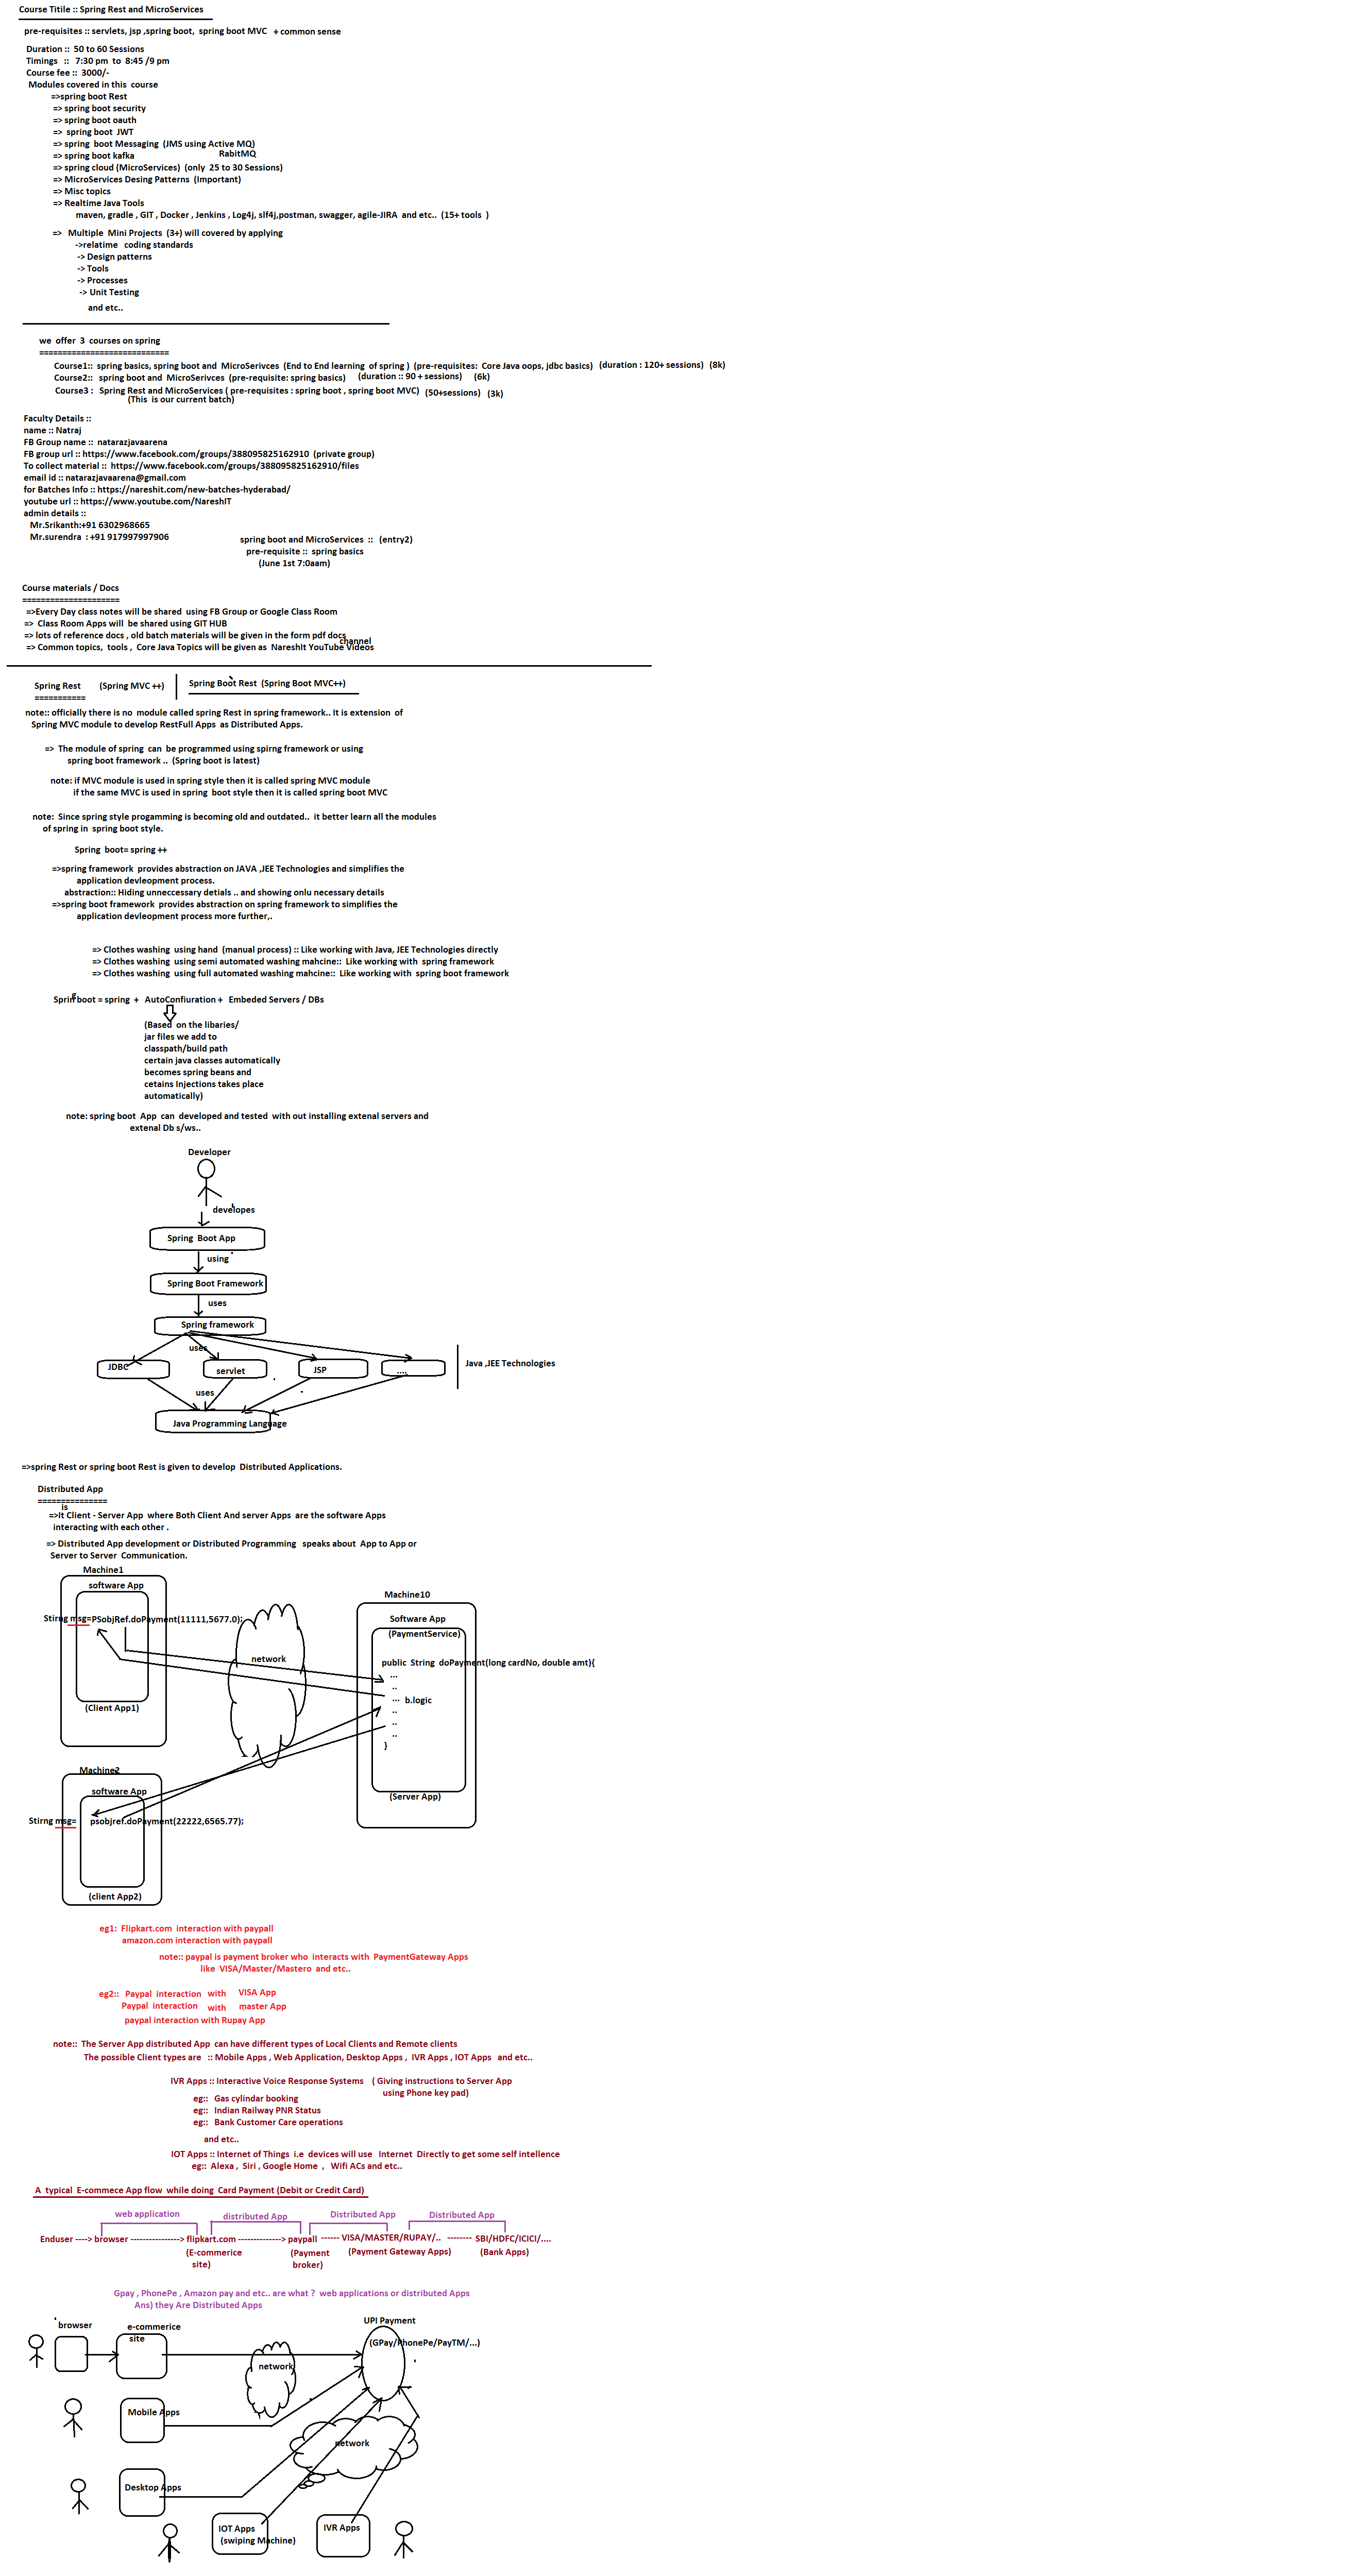 Course Titile :: Spring Rest and MicroServices
pre-requisites :: servlets, jsp ,spring boot,  spring boot MVC   + common sense
Duration ::  50 to 60 Sessions
Timings   ::   7:30 pm  to  8:45 /9 pm
Course fee ::  3000/-
Modules covered in this  course
=>spring boot Rest
=> spring boot security
=> spring boot oauth
=>  spring boot  JWT
=> spring  boot Messaging  (JMS using Active MQ)
RabitMQ
=> spring boot kafka
=> spring cloud (MicroServices)  (only  25 to 30 Sessions)
=> MicroServices Desing Patterns  (Important)
=> Misc topics
=> Realtime Java Tools
maven, gradle , GIT , Docker , Jenkins , Log4j, slf4j,postman, swagger, agile-JIRA  and etc..  (15+ tools  )
=>   Multiple  Mini Projects  (3+) will covered by applying
->relatime   coding standards
-> Design patterns
-> Tools
-> Processes
-> Unit Testing
and etc..
we  offer  3  courses on spring
============================
Course1::  spring basics, spring boot and  MicroSerivces  (End to End learning  of spring )  (pre-requisites:  Core Java oops, jdbc basics)   (duration : 120+ sessions)   (8k)
Course2::   spring boot and  MicroSerivces  (pre-requisite: spring basics)     (duration :: 90 + sessions)     (6k)
Course3 :   Spring Rest and MicroServices ( pre-requisites : spring boot , spring boot MVC)   (50+sessions)   (3k)
(This  is our current batch)
Faculty Details ::
name :: Natraj
FB Group name ::  natarazjavaarena
FB group url :: https://www.facebook.com/groups/388095825162910  (private group)
To collect material ::  https://www.facebook.com/groups/388095825162910/files
email id :: natarazjavaarena@gmail.com
for Batches Info :: https://nareshit.com/new-batches-hyderabad/
youtube url :: https://www.youtube.com/NareshIT
admin details ::
Mr.Srikanth:+91 6302968665
Mr.surendra  : +91 917997997906
spring boot and MicroServices  ::   (entry2)
pre-requisite ::  spring basics
(June 1st 7:0aam)
Course materials / Docs
=====================
=>Every Day class notes will be shared  using FB Group or Google Class Room
=>  Class Room Apps will  be shared using GIT HUB
=> lots of reference docs , old batch materials will be given in the form pdf docs
channel
=> Common topics,  tools ,  Core Java Topics will be given as  NareshIt YouTube Videos
Spring Rest        (Spring MVC ++)
===========
Spring Boot Rest  (Spring Boot MVC++)
note:: officially there is no  module called spring Rest in spring framework.. It is extension  of
Spring MVC module to develop RestFull Apps  as Distributed Apps.
=>  The module of spring  can  be programmed using spirng framework or using
spring boot framework ..  (Spring boot is latest)
note: if MVC module is used in spring style then it is called spring MVC module
if the same MVC is used in spring  boot style then it is called spring boot MVC
note:  Since spring style progamming is becoming old and outdated..  it better learn all the modules
of spring in  spring boot style.
Spring  boot= spring ++
=>spring framework  provides abstraction on JAVA ,JEE Technologies and simplifies the
application devleopment process.
abstraction:: Hiding unneccessary detials .. and showing onlu necessary details
=>spring boot framework  provides abstraction on spring framework to simplifies the
application devleopment process more further,.
=> Clothes washing  using hand  (manual process) :: Like working with Java, JEE Technologies directly
=> Clothes washing  using semi automated washing mahcine::  Like working with  spring framework
=> Clothes washing  using full automated washing mahcine::  Like working with  spring boot framework
g
Sprin boot = spring  +   AutoConfiuration +   Embeded Servers / DBs
(Based  on the libaries/
jar files we add to
classpath/build path
certain java classes automatically
becomes spring beans and
cetains Injections takes place
automatically)
note: spring boot  App  can  developed and tested  with out installing extenal servers and
extenal Db s/ws..
Developer
developes
Spring  Boot App
using
Spring Boot Framework
uses
Spring framework
uses
JDBC
servlet
JSP
....
Java ,JEE Technologies
uses
Java Programming Language
=>spring Rest or spring boot Rest is given to develop  Distributed Applications.
Distributed App
===============
is
=>It Client - Server App  where Both Client And server Apps  are the software Apps
interacting with each other .
=> Distributed App development or Distributed Programming   speaks about  App to App or
Server to Server  Communication.
Machine1
software App
Stirng msg=PSobjRef.doPayment(11111,5677.0);
(Client App1)
network
Machine10
Software App
(PaymentService)
public  String  doPayment(long cardNo, double amt){
...
..
...  b.logic
..
..
..
}
(Server App)
Machine2
software App
Stirng msg=     psobjref.doPayment(22222,6565.77);
(client App2)
eg1:  Flipkart.com  interaction with paypall
amazon.com interaction with paypall
note:: paypal is payment broker who  interacts with  PaymentGateway Apps
like  VISA/Master/Mastero  and etc..
eg2::   Paypal  interaction   with     VISA App
Paypal  interaction    with     master App
paypal interaction with Rupay App
note::  The Server App distributed App  can have different types of Local Clients and Remote clients
The possible Client types are   :: Mobile Apps , Web Application, Desktop Apps ,  IVR Apps , IOT Apps   and etc..
IVR Apps :: Interactive Voice Response Systems    ( Giving instructions to Server App
using Phone key pad)
eg::   Gas cylindar booking
eg::   Indian Railway PNR Status
eg::   Bank Customer Care operations
and etc..
IOT Apps :: Internet of Things  i.e  devices will use   Internet  Directly to get some self intellence
eg::  Alexa ,  Siri , Google Home  ,   Wifi ACs and etc..
A  typical  E-commece App flow  while doing  Card Payment (Debit or Credit Card)
web application
distributed App
Distributed App
Distributed App
Enduser ----> browser ----------------> flipkart.com --------------> paypall  ------ VISA/MASTER/RUPAY/..  -------- SBI/HDFC/ICICI/....
(E-commerice
site)
(Payment
broker)
(Payment Gateway Apps)
(Bank Apps)
Gpay , PhonePe , Amazon pay and etc.. are what ?  web applications or distributed Apps
Ans) they Are Distributed Apps
browser
e-commerice
site
UPI Payment
(GPay/PhonePe/PayTM/...)
network
Mobile Apps
network
Desktop Apps
IOT Apps
(swiping Machine)
IVR Apps